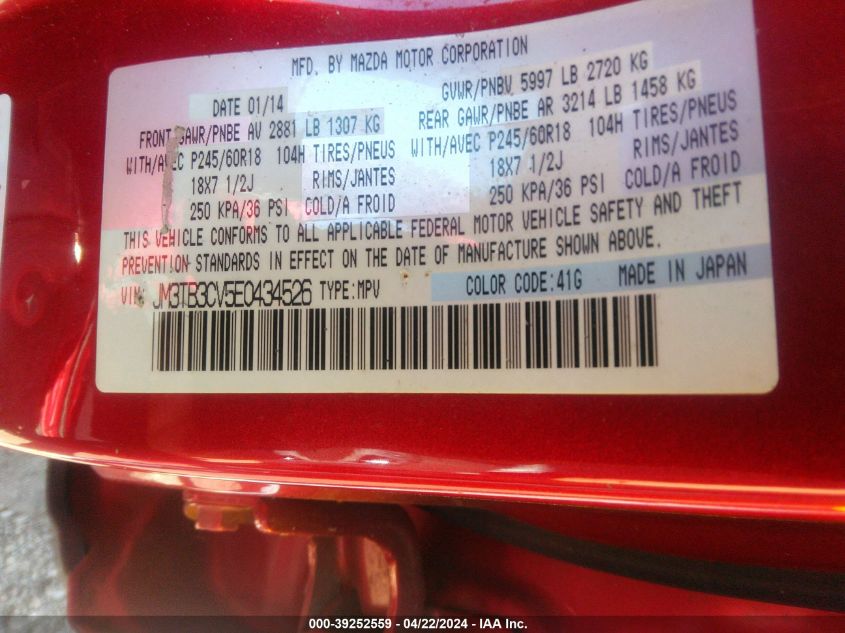 MFD. BY MAZDA MOTOR CORPORATION
DATE 01/14
GVWR/PNBV 5997 LB 2720 KG
FRONT GAWR/PNBE AV 2881 LB 1307 KG
REAR GAWR/PNBE AR 3214 LB 1458 KG
WITH/AVEC P245/60R18 104H TIRES/PNEUS
WITH/AVEC P245/60R18 104H TIRES/PNEUS
18X7 1/2J RIMS/JANTES
18X7 1/2J RIMS/JANTES
250 KPA/36 PSI COLD/A FROID
250 KPA/36 PSI COLD/A FROID
THIS VEHICLE CONFORMS TO ALL APPLICABLE FEDERAL MOTOR VEHICLE SAFETY AND THEFT
PREVENTION STANDARDS IN EFFECT ON THE DATE OF MANUFACTURE SHOWN ABOVE.
VIN: JM3TB3CV5E0434526 TYPE:MPV COLOR CODE:41G MADE IN JAPAN
000-39252559 - 04/22/2024 - IAA Inc.